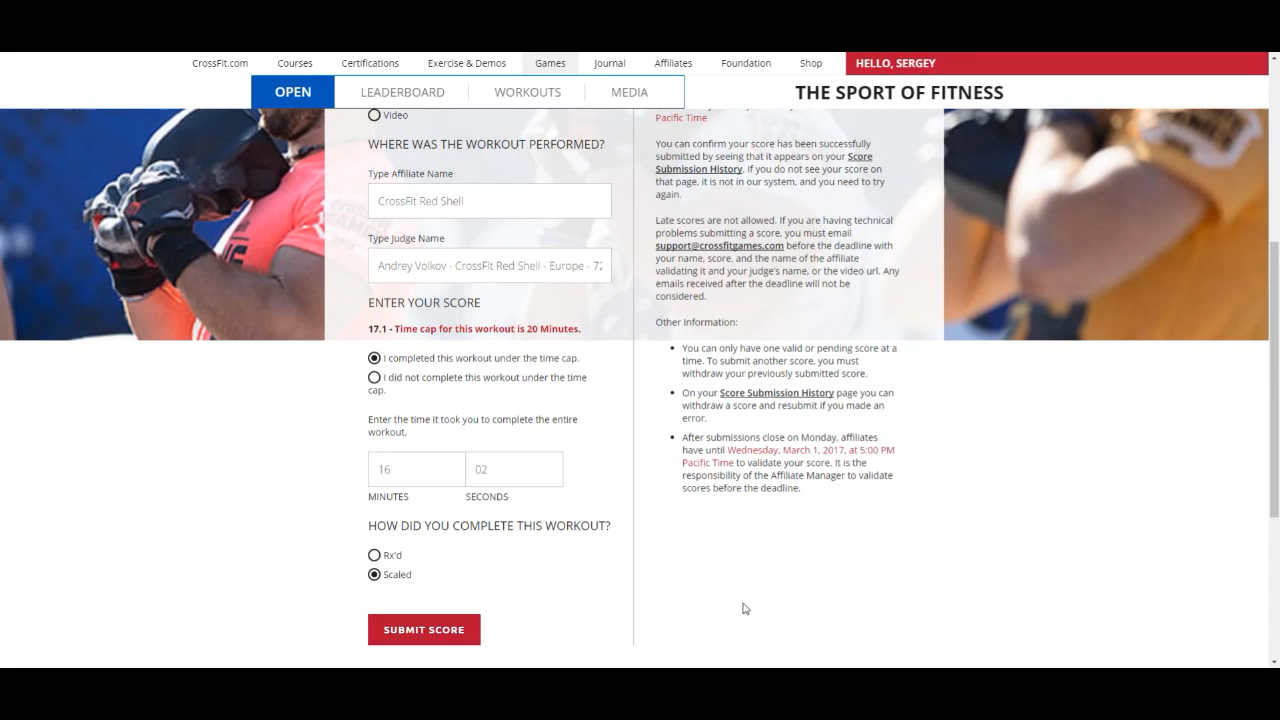 CrossFit.com Courses Certifications Exercise & Demos Games Journal Affiliates Foundation Shop HELLO, SERGEY
OPEN LEADERBOARD WORKOUTS MEDIA THE SPORT OF FITNESS
Video
WHERE WAS THE WORKOUT PERFORMED?
Type Affiliate Name
CrossFit Red Shell
Type Judge Name
Andrey Volkov - CrossFit Red Shell - Europe - 72
ENTER YOUR SCORE
17.1 - Time cap for this workout is 20 Minutes.
I completed this workout under the time cap.
I did not complete this workout under the time
cap.
Enter the time it took you to complete the entire
workout.
16 02
MINUTES SECONDS
HOW DID YOU COMPLETE THIS WORKOUT?
Rx'd
Scaled
SUBMIT SCORE
Pacific Time
You can confirm your score has been successfully
submitted by seeing that it appears on your Score
Submission History. If you do not see your score on
that page, it is not in our system, and you need to try
again.
Late scores are not allowed. If you are having technical
problems submitting a score, you must email
support@crossfitgames.com before the deadline with
your name, score, and the name of the affiliate
validating it and your judge's name, or the video url. Any
emails received after the deadline will not be
considered.
Other Information:
• You can only have one valid or pending score at a
time. To submit another score, you must
withdraw your previously submitted score.
• On your Score Submission History page you can
withdraw a score and resubmit if you made an
error.
• After submissions close on Monday, affiliates
have until Wednesday, March 1, 2017, at 5:00 PM
Pacific Time to validate your score. It is the
responsibility of the Affiliate Manager to validate
scores before the deadline.